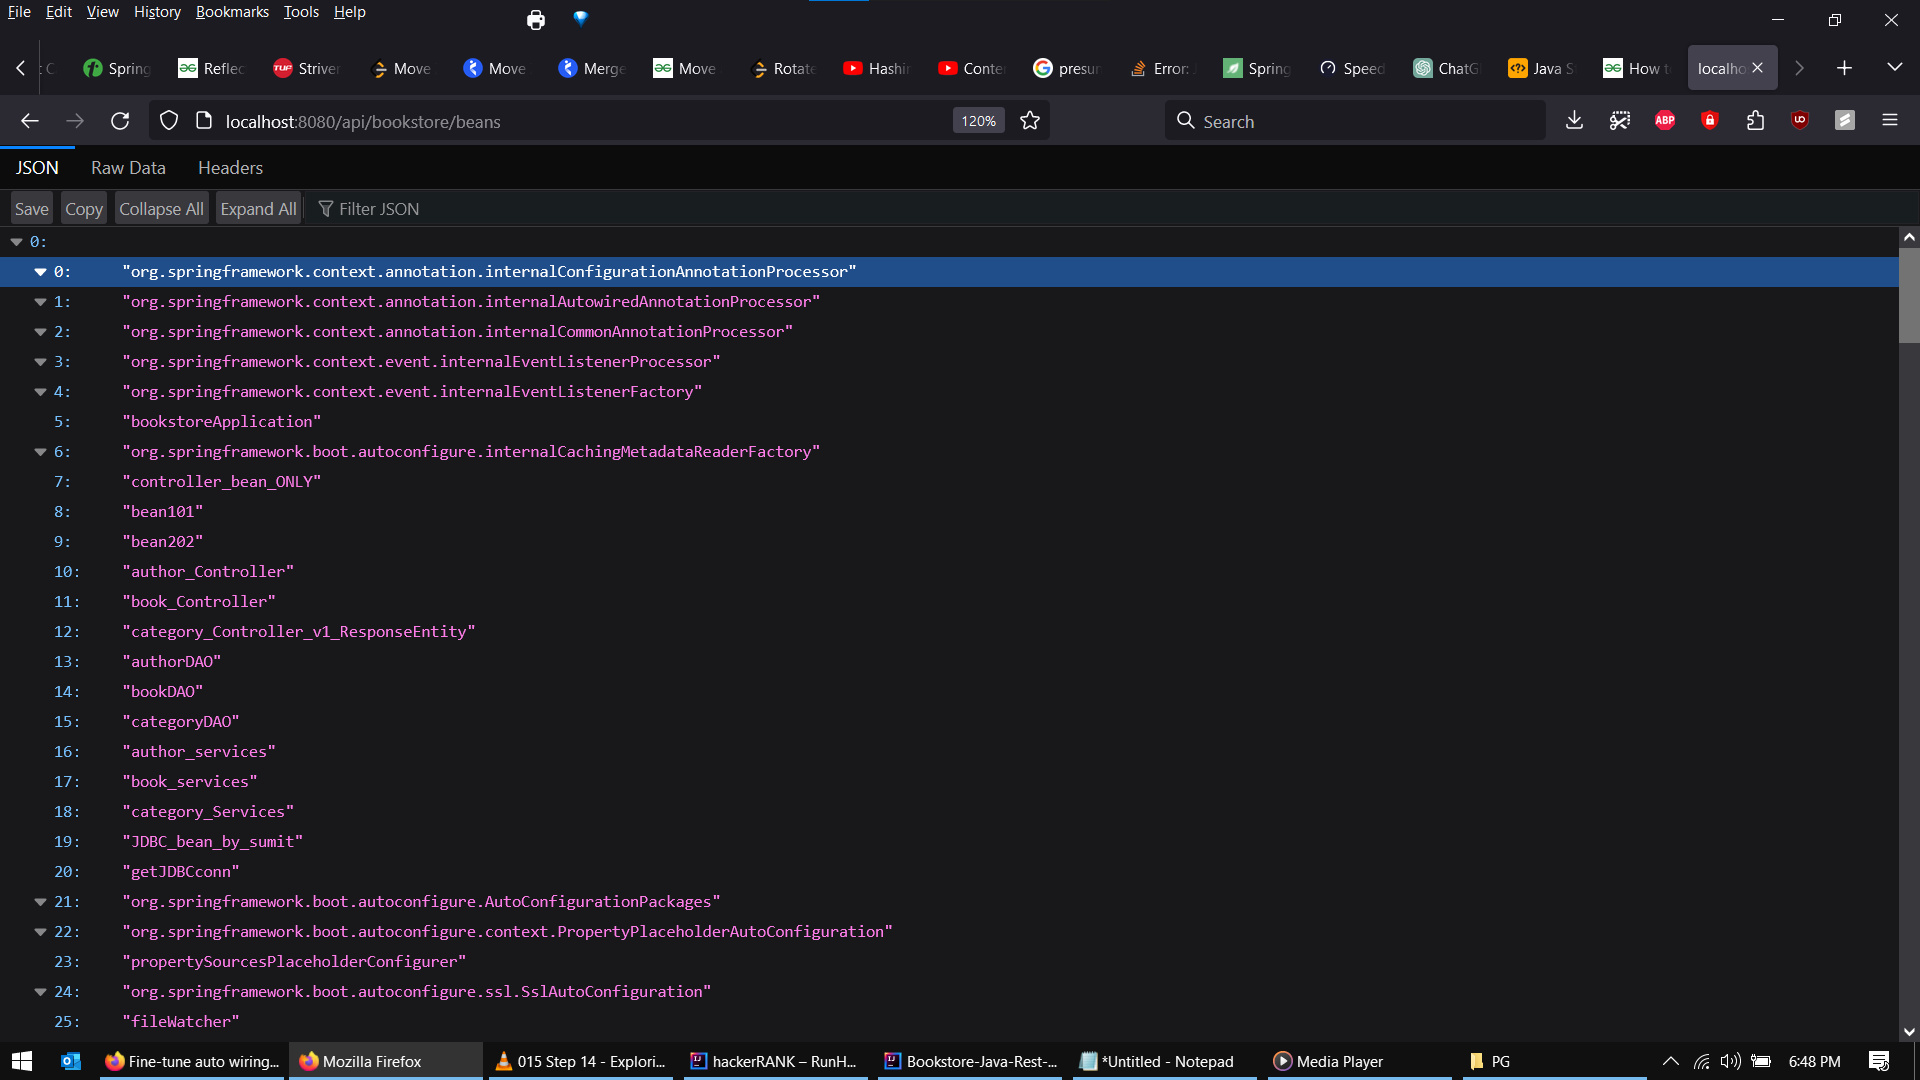 File Edit View History Bookmarks Tools Help
Spring Reflec Striver Move Move Merge Move Rotate Hashi Conte presu Error: Spring Speed ChatG Java S How to localho
localhost:8080/api/bookstore/beans 120% Search
JSON Raw Data Headers
Save Copy Collapse All Expand All Filter JSON
0:
0: "org.springframework.context.annotation.internalConfigurationAnnotationProcessor"
1: "org.springframework.context.annotation.internalAutowiredAnnotationProcessor"
2: "org.springframework.context.annotation.internalCommonAnnotationProcessor"
3: "org.springframework.context.event.internalEventListenerProcessor"
4: "org.springframework.context.event.internalEventListenerFactory"
5: "bookstoreApplication"
6: "org.springframework.boot.autoconfigure.internalCachingMetadataReaderFactory"
7: "controller_bean_ONLY"
8: "bean101"
9: "bean202"
10: "author_Controller"
11: "book_Controller"
12: "category_Controller_v1_ResponseEntity"
13: "authorDAO"
14: "bookDAO"
15: "categoryDAO"
16: "author_services"
17: "book_services"
18: "category_Services"
19: "JDBC_bean_by_sumit"
20: "getJDBCconn"
21: "org.springframework.boot.autoconfigure.AutoConfigurationPackages"
22: "org.springframework.boot.autoconfigure.context.PropertyPlaceholderAutoConfiguration"
23: "propertySourcesPlaceholderConfigurer"
24: "org.springframework.boot.autoconfigure.ssl.SslAutoConfiguration"
25: "fileWatcher"
Fine-tune auto wiring... Mozilla Firefox 015 Step 14 - Explori... hackerRANK – RunH... Bookstore-Java-Rest-... *Untitled - Notepad Media Player PG 6:48 PM